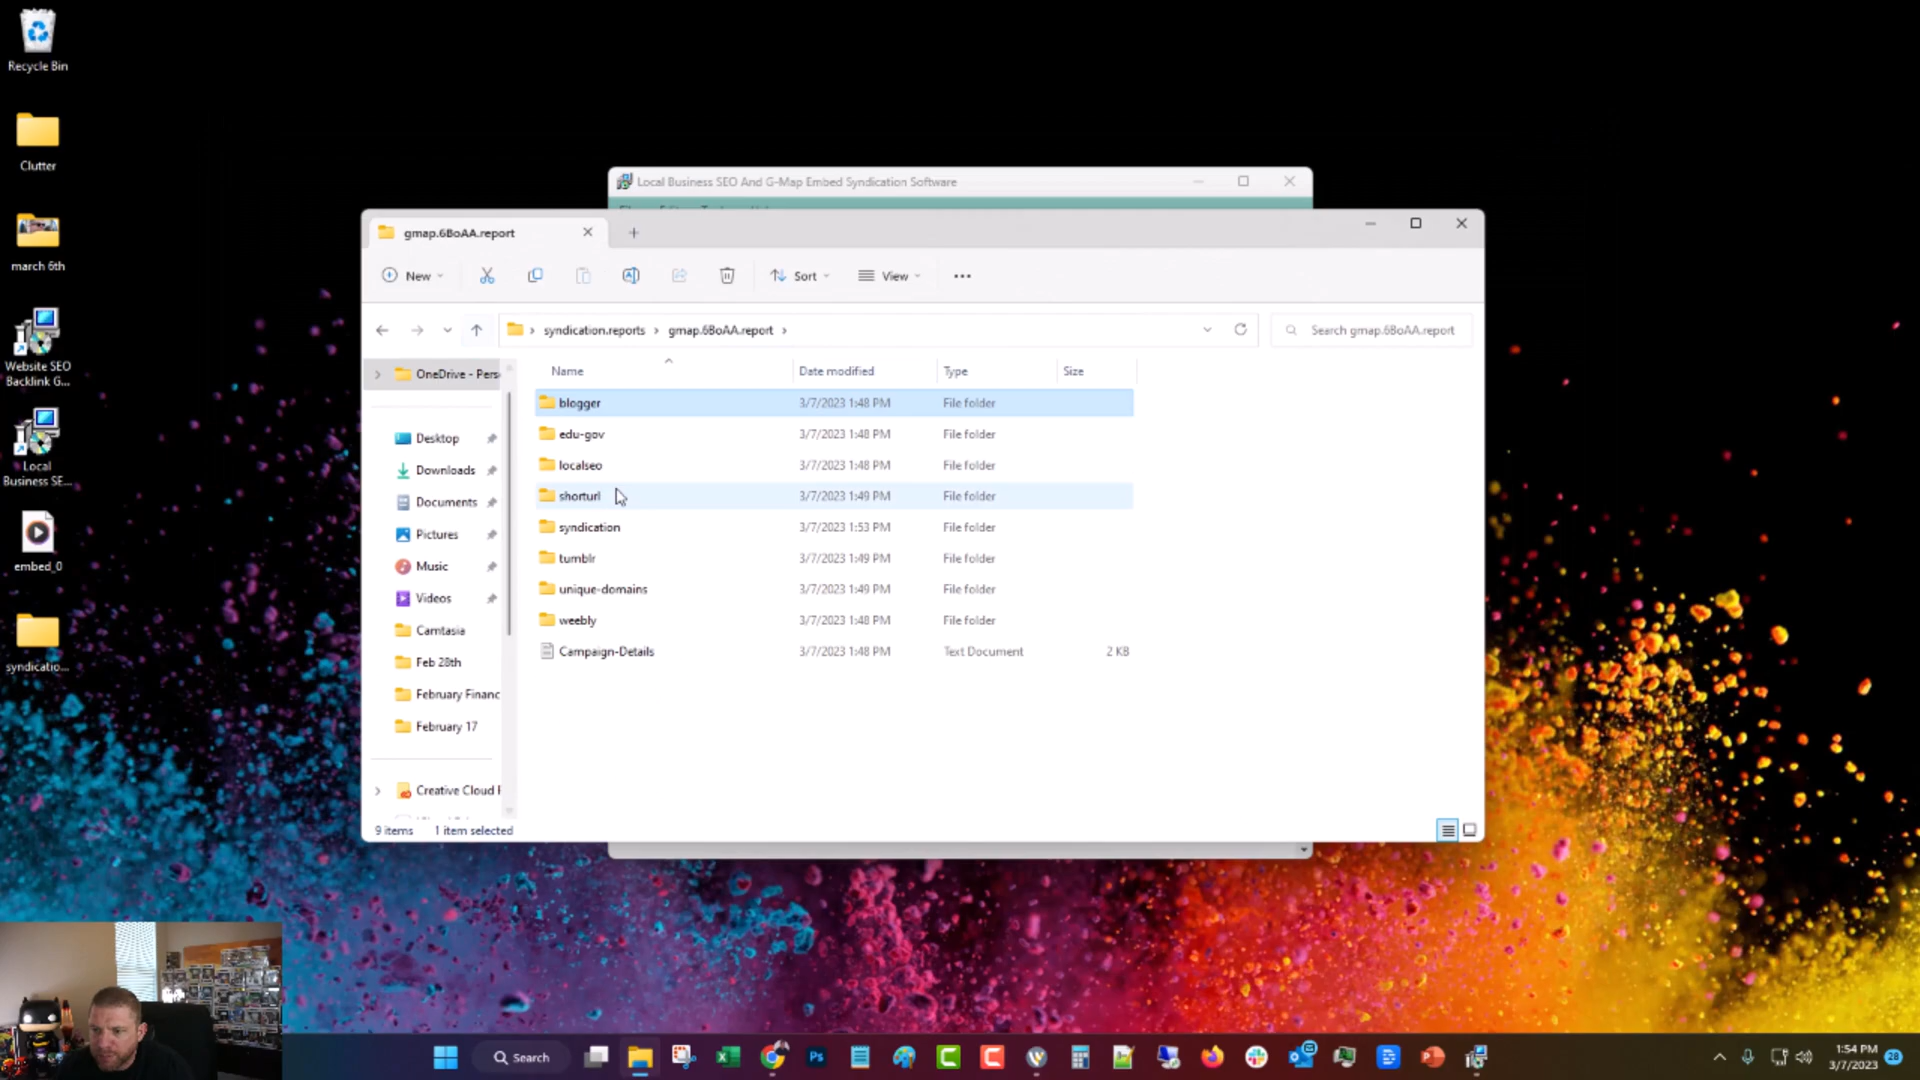 Recycle Bin
Clutter
march 6th
Website SEO
Backlink G...
Local
Business SE...
embed_0
syndicatio...
Local Business SEO And G-Map Embed Syndication Software
gmap.6BoAA.report
New
Sort
View
syndication.reports
gmap.6BoAA.report
Search gmap.6BoAA.report
Name
Date modified
Type
Size
OneDrive - Pers
Desktop
Downloads
Documents
Pictures
Music
Videos
Camtasia
Feb 28th
February Financ
February 17
Creative Cloud F
blogger 3/7/2023 1:48 PM File folder
edu-gov 3/7/2023 1:48 PM File folder
localseo 3/7/2023 1:48 PM File folder
shorturl 3/7/2023 1:49 PM File folder
syndication 3/7/2023 1:53 PM File folder
tumblr 3/7/2023 1:49 PM File folder
unique-domains 3/7/2023 1:49 PM File folder
weebly 3/7/2023 1:48 PM File folder
Campaign-Details 3/7/2023 1:48 PM Text Document 2 KB
9 items
1 item selected
Search
Ps
1:54 PM
3/7/2023
28